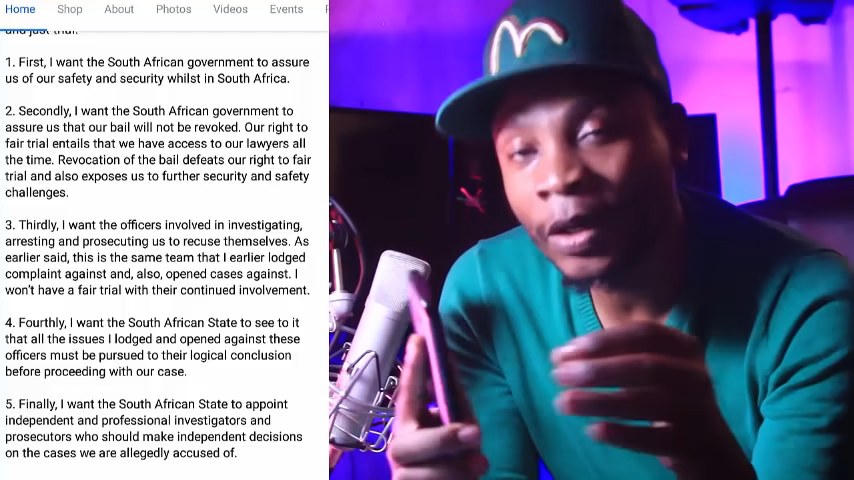 Home Shop About Photos Videos Events
and just trial.
1. First, I want the South African government to assure
us of our safety and security whilst in South Africa.
2. Secondly, I want the South African government to
assure us that our bail will not be revoked. Our right to
fair trial entails that we have access to our lawyers all
the time. Revocation of the bail defeats our right to fair
trial and also exposes us to further security and safety
challenges.
3. Thirdly, I want the officers involved in investigating,
arresting and prosecuting us to recuse themselves. As
earlier said, this is the same team that I earlier lodged
complaint against and, also, opened cases against. I
won't have a fair trial with their continued involvement.
4. Fourthly, I want the South African State to see to it
that all the issues I lodged and opened against these
officers must be pursued to their logical conclusion
before proceeding with our case.
5. Finally, I want the South African State to appoint
independent and professional investigators and
prosecutors who should make independent decisions
on the cases we are allegedly accused of.